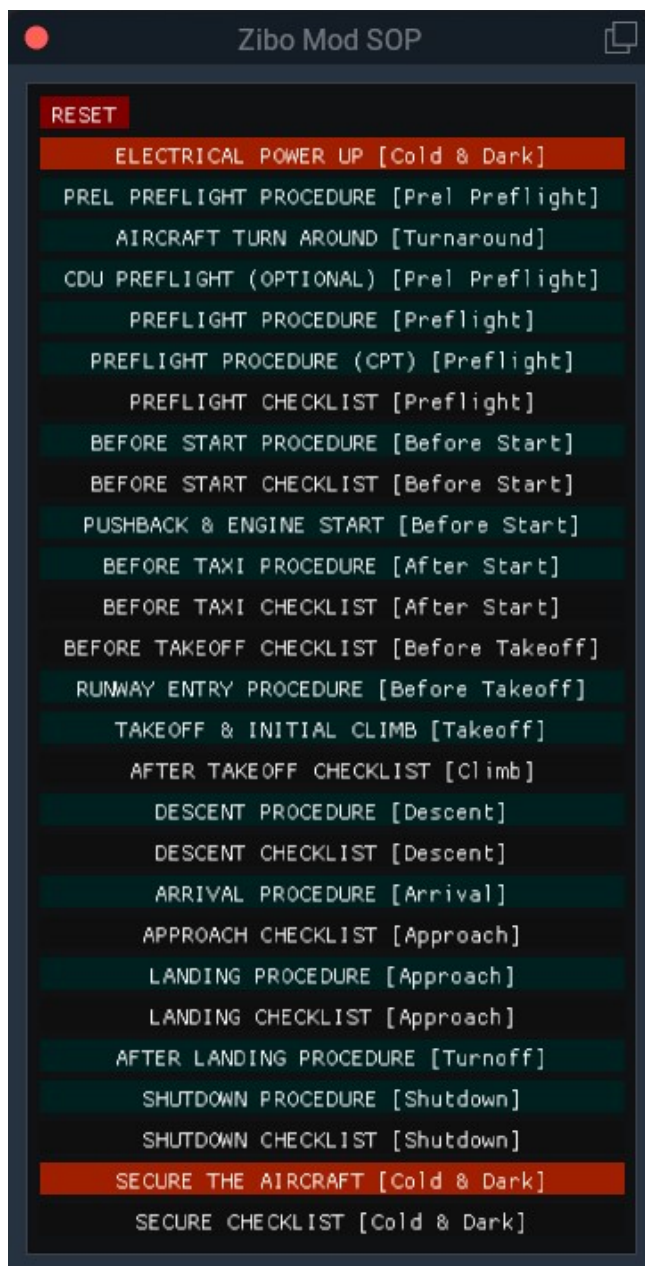 Zibo Mod SOP
RESET
ELECTRICAL POWER UP [Cold & Dark]
PREL PREFLIGHT PROCEDURE [Prel Preflight]
AIRCRAFT TURN AROUND [Turnaround]
CDU PREFLIGHT (OPTIONAL) [Prel Preflight]
PREFLIGHT PROCEDURE [Preflight]
PREFLIGHT PROCEDURE (CPT) [Preflight]
PREFLIGHT CHECKLIST [Preflight]
BEFORE START PROCEDURE [Before Start]
BEFORE START CHECKLIST [Before Start]
PUSHBACK & ENGINE START [Before Start]
BEFORE TAXI PROCEDURE [After Start]
BEFORE TAXI CHECKLIST [After Start]
BEFORE TAKEOFF CHECKLIST [Before Takeoff]
RUNWAY ENTRY PROCEDURE [Before Takeoff]
TAKEOFF & INITIAL CLIMB [Takeoff]
AFTER TAKEOFF CHECKLIST [Climb]
DESCENT PROCEDURE [Descent]
DESCENT CHECKLIST [Descent]
ARRIVAL PROCEDURE [Arrival]
APPROACH CHECKLIST [Approach]
LANDING PROCEDURE [Approach]
LANDING CHECKLIST [Approach]
AFTER LANDING PROCEDURE [Turnoff]
SHUTDOWN PROCEDURE [Shutdown]
SHUTDOWN CHECKLIST [Shutdown]
SECURE THE AIRCRAFT [Cold & Dark]
SECURE CHECKLIST [Cold & Dark]